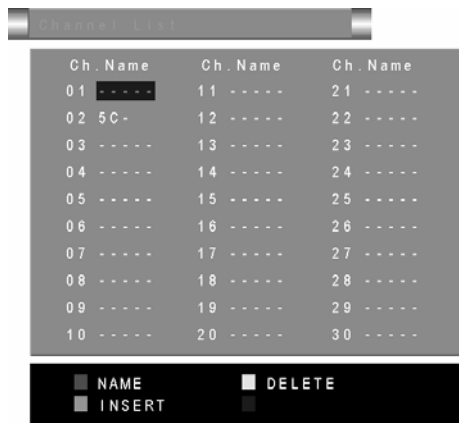 Channel List
Ch. Name Ch. Name Ch. Name
01 ----- 11 ----- 21 -----
02 5C- 12 ----- 22 -----
03 ----- 13 ----- 23 -----
04 ----- 14 ----- 24 -----
05 ----- 15 ----- 25 -----
06 ----- 16 ----- 26 -----
07 ----- 17 ----- 27 -----
08 ----- 18 ----- 28 -----
09 ----- 19 ----- 29 -----
10 ----- 20 ----- 30 -----
NAME DELETE
INSERT